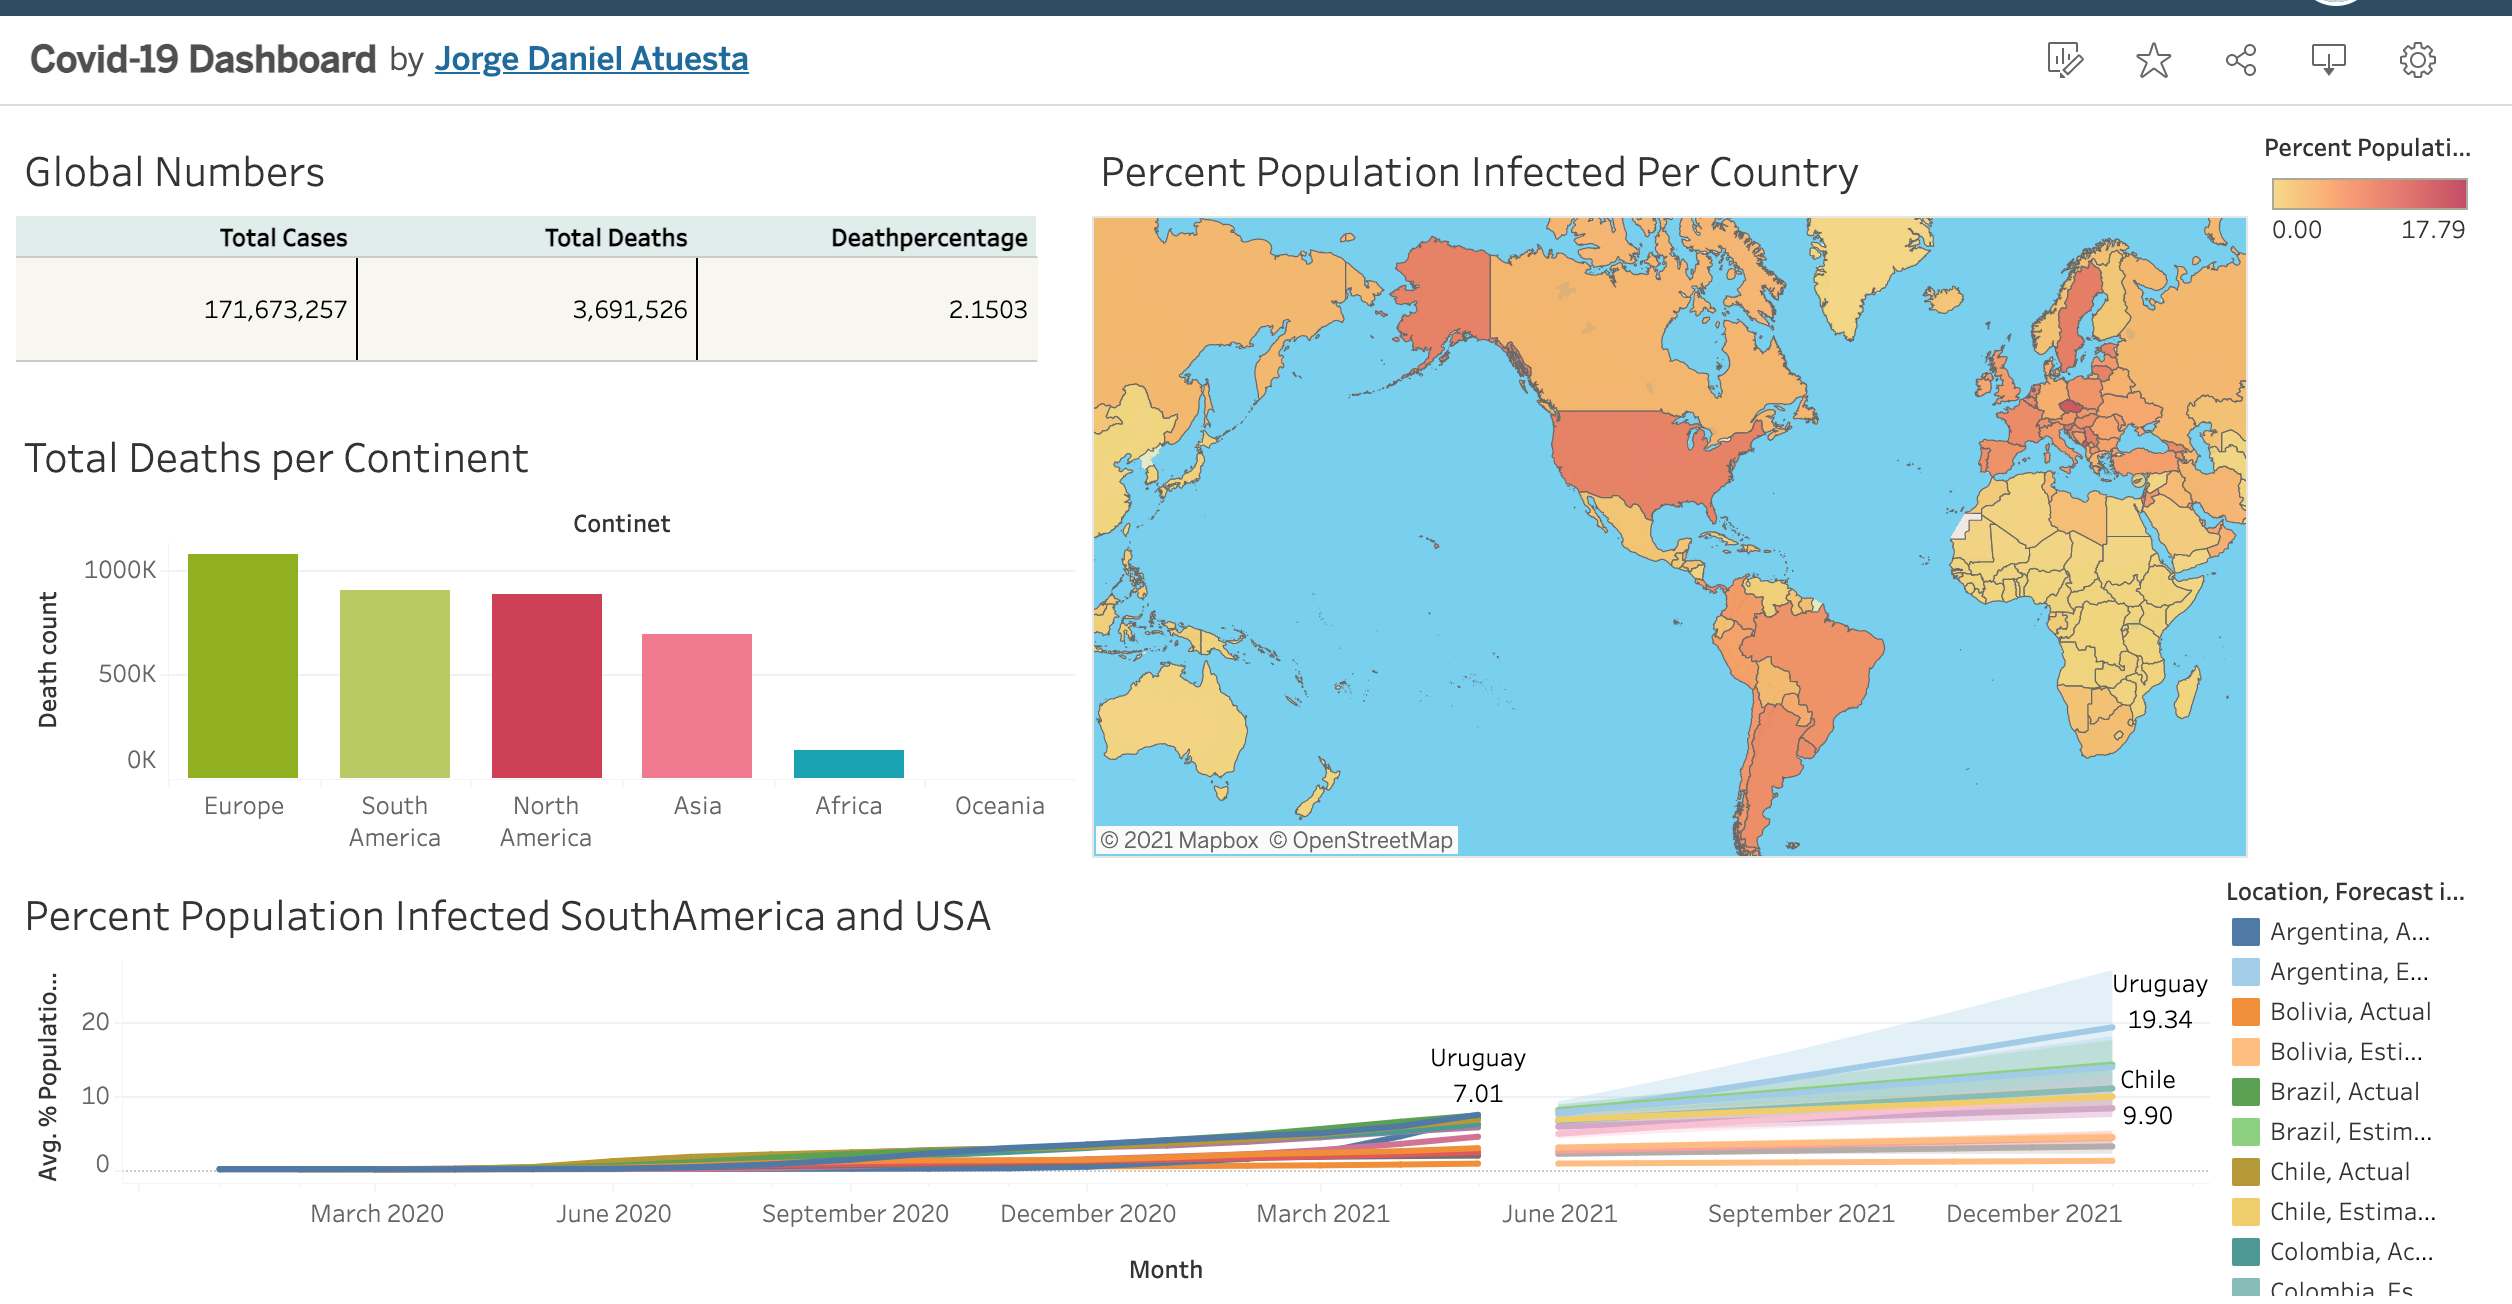 Covid-19 Dashboard by Jorge Daniel Atuesta
Global Numbers
Total Cases Total Deaths Deathpercentage
171,673,257 3,691,526 2.1503
Total Deaths per Continent
Continet
Death count
1000K
500K
0K
Europe South America North America Asia Africa Oceania
Percent Population Infected Per Country
© 2021 Mapbox © OpenStreetMap
Percent Populati...
0.00 17.79
Percent Population Infected SouthAmerica and USA
Avg. % Populatio...
20
10
0
Uruguay
7.01
Uruguay
19.34
Chile
9.90
March 2020 June 2020 September 2020 December 2020 March 2021 June 2021 September 2021 December 2021
Month
Location, Forecast i...
Argentina, A...
Argentina, E...
Bolivia, Actual
Bolivia, Esti...
Brazil, Actual
Brazil, Estim...
Chile, Actual
Chile, Estima...
Colombia, Ac...
Colombia, Es...